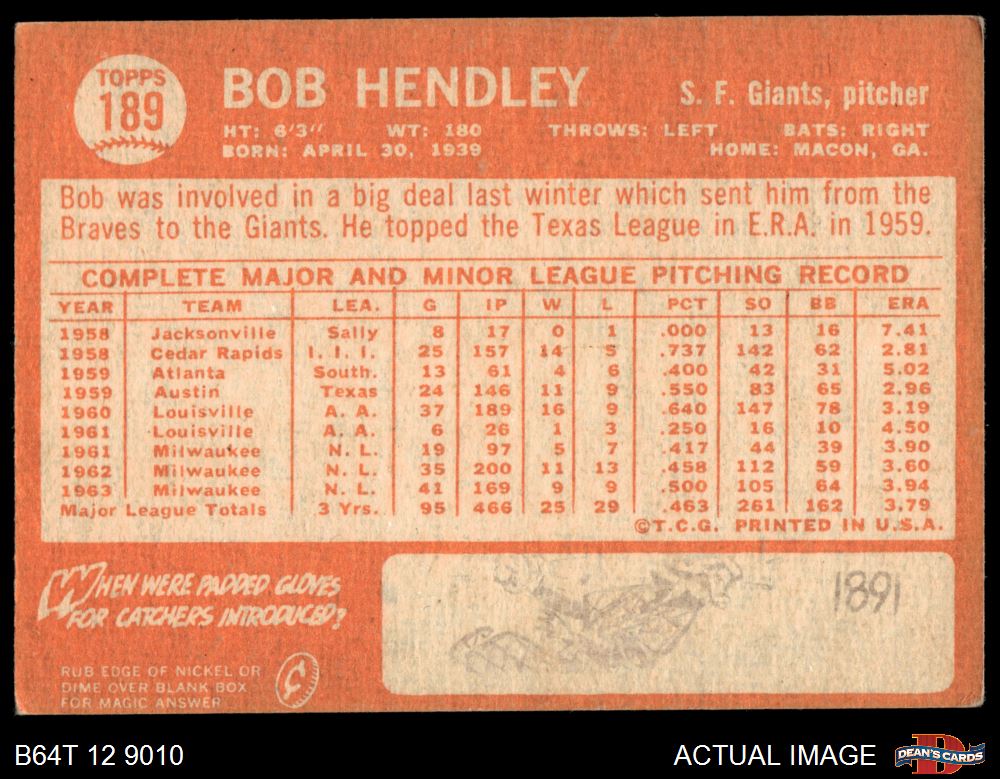 TOPPS
189
BOB HENDLEY
S. F. Giants, pitcher
HT: 6'3" WT: 180 THROWS: LEFT BATS: RIGHT
BORN: APRIL 30, 1939 HOME: MACON, GA.
Bob was involved in a big deal last winter which sent him from the
Braves to the Giants. He topped the Texas League in E.R.A. in 1959.
COMPLETE MAJOR AND MINOR LEAGUE PITCHING RECORD
YEAR TEAM LEA. G IP W L PCT SO BB ERA
1958 Jacksonville Sally 8 17 0 1 .000 13 16 7.41
1958 Cedar Rapids I. I. I. 25 157 14 5 .737 142 62 2.81
1959 Atlanta South. 13 61 4 6 .400 42 31 5.02
1959 Austin Texas 24 146 11 9 .550 83 65 2.96
1960 Louisville A. A. 37 189 16 9 .640 147 78 3.19
1961 Louisville A. A. 6 26 1 3 .250 16 10 4.50
1961 Milwaukee N. L. 19 97 5 7 .417 44 39 3.90
1962 Milwaukee N. L. 35 200 11 13 .458 112 59 3.60
1963 Milwaukee N. L. 41 169 9 9 .500 105 64 3.94
Major League Totals 3 Yrs. 95 466 25 29 .463 261 162 3.79
©T.C.G. PRINTED IN U.S.A.
WHEN WERE PADDED GLOVES
FOR CATCHERS INTRODUCED?
1891
RUB EDGE OF NICKEL OR
DIME OVER BLANK BOX
FOR MAGIC ANSWER
B64T 12 9010
ACTUAL IMAGE
D
DEAN'S CARDS